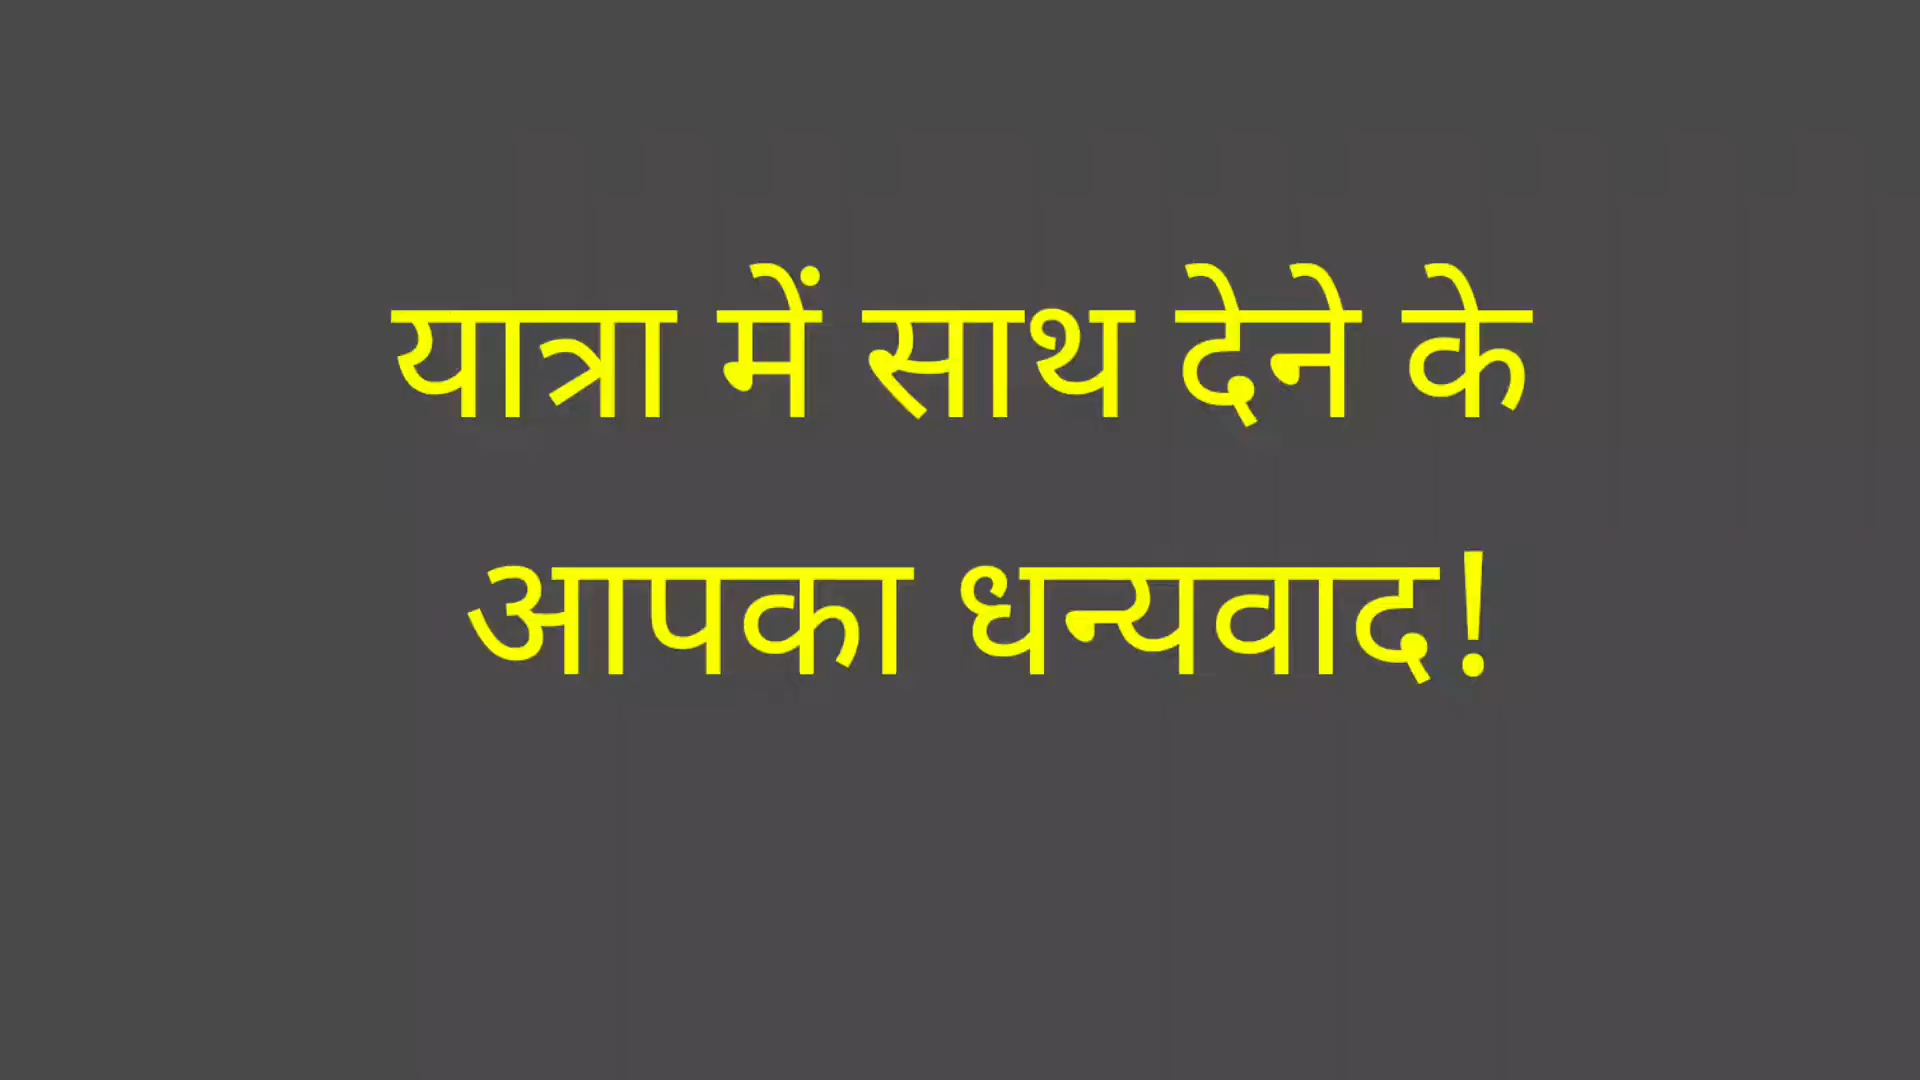 यात्रा में साथ देने के
आपका धन्यवाद!